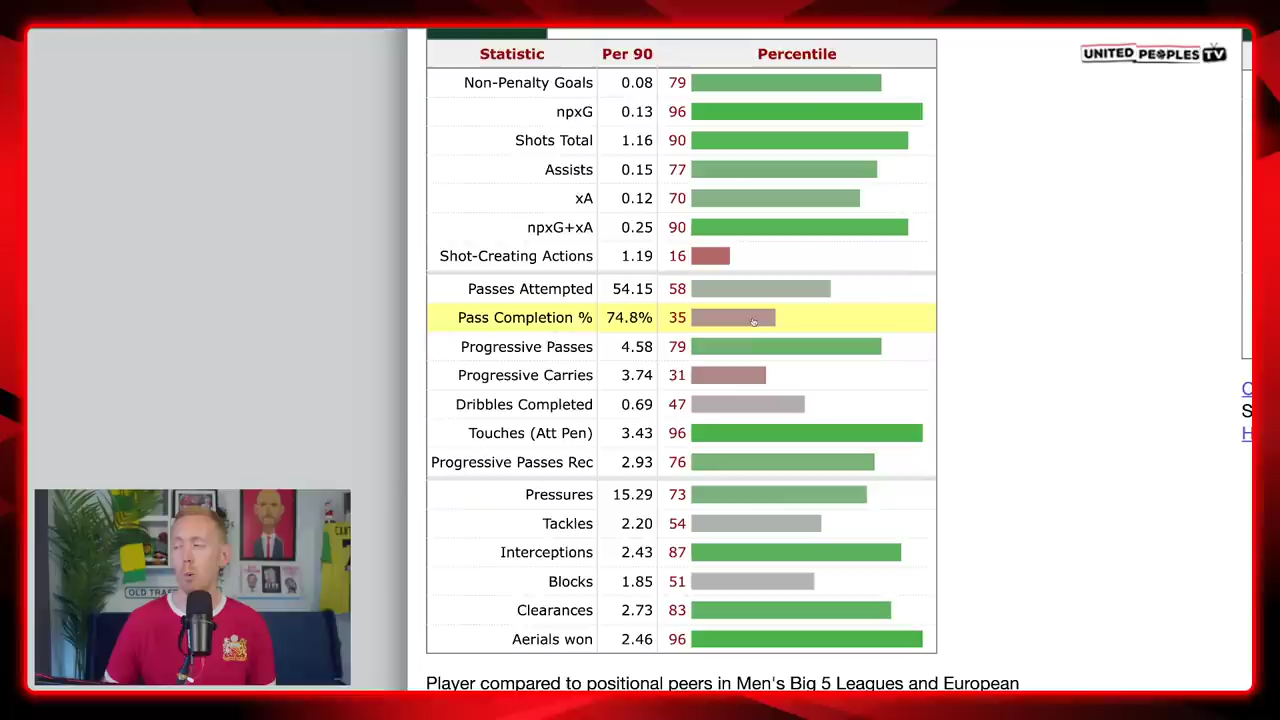 UNITED PEOPLES TV
Statistic Per 90 Percentile
Non-Penalty Goals 0.08 79
npxG 0.13 96
Shots Total 1.16 90
Assists 0.15 77
xA 0.12 70
npxG+xA 0.25 90
Shot-Creating Actions 1.19 16
Passes Attempted 54.15 58
Pass Completion % 74.8% 35
Progressive Passes 4.58 79
Progressive Carries 3.74 31
Dribbles Completed 0.69 47
Touches (Att Pen) 3.43 96
Progressive Passes Rec 2.93 76
Pressures 15.29 73
Tackles 2.20 54
Interceptions 2.43 87
Blocks 1.85 51
Clearances 2.73 83
Aerials won 2.46 96
Player compared to positional peers in Men's Big 5 Leagues and European
OLD TRAF
CANT